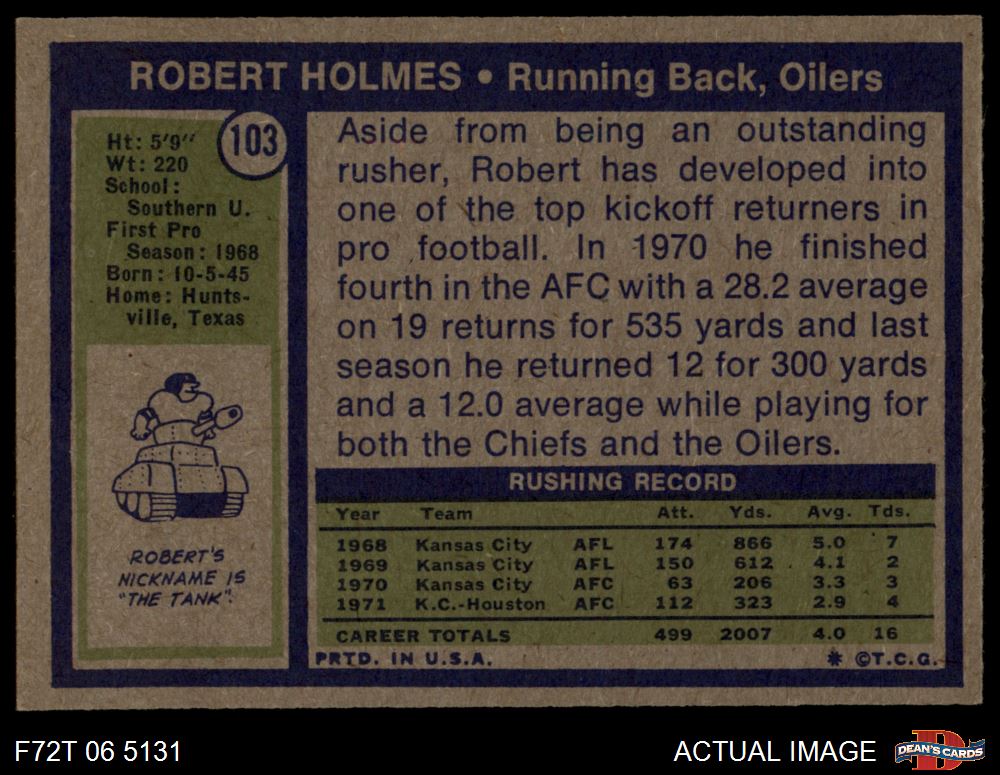 ROBERT HOLMES • Running Back, Oilers
103
Ht: 5'9"
Wt: 220
School:
Southern U.
First Pro
Season: 1968
Born: 10-5-45
Home: Hunts-
ville, Texas
ROBERT'S
NICKNAME IS
"THE TANK".
Aside from being an outstanding
rusher, Robert has developed into
one of the top kickoff returners in
pro football. In 1970 he finished
fourth in the AFC with a 28.2 average
on 19 returns for 535 yards and last
season he returned 12 for 300 yards
and a 12.0 average while playing for
both the Chiefs and the Oilers.
RUSHING RECORD
Year Team Att. Yds. Avg. Tds.
1968 Kansas City AFL 174 866 5.0 7
1969 Kansas City AFL 150 612 4.1 2
1970 Kansas City AFC 63 206 3.3 3
1971 K.C.-Houston AFC 112 323 2.9 4
CAREER TOTALS 499 2007 4.0 16
PRTD. IN U.S.A. * ©T.C.G.
F72T 06 5131 ACTUAL IMAGE DEAN'S CARDS